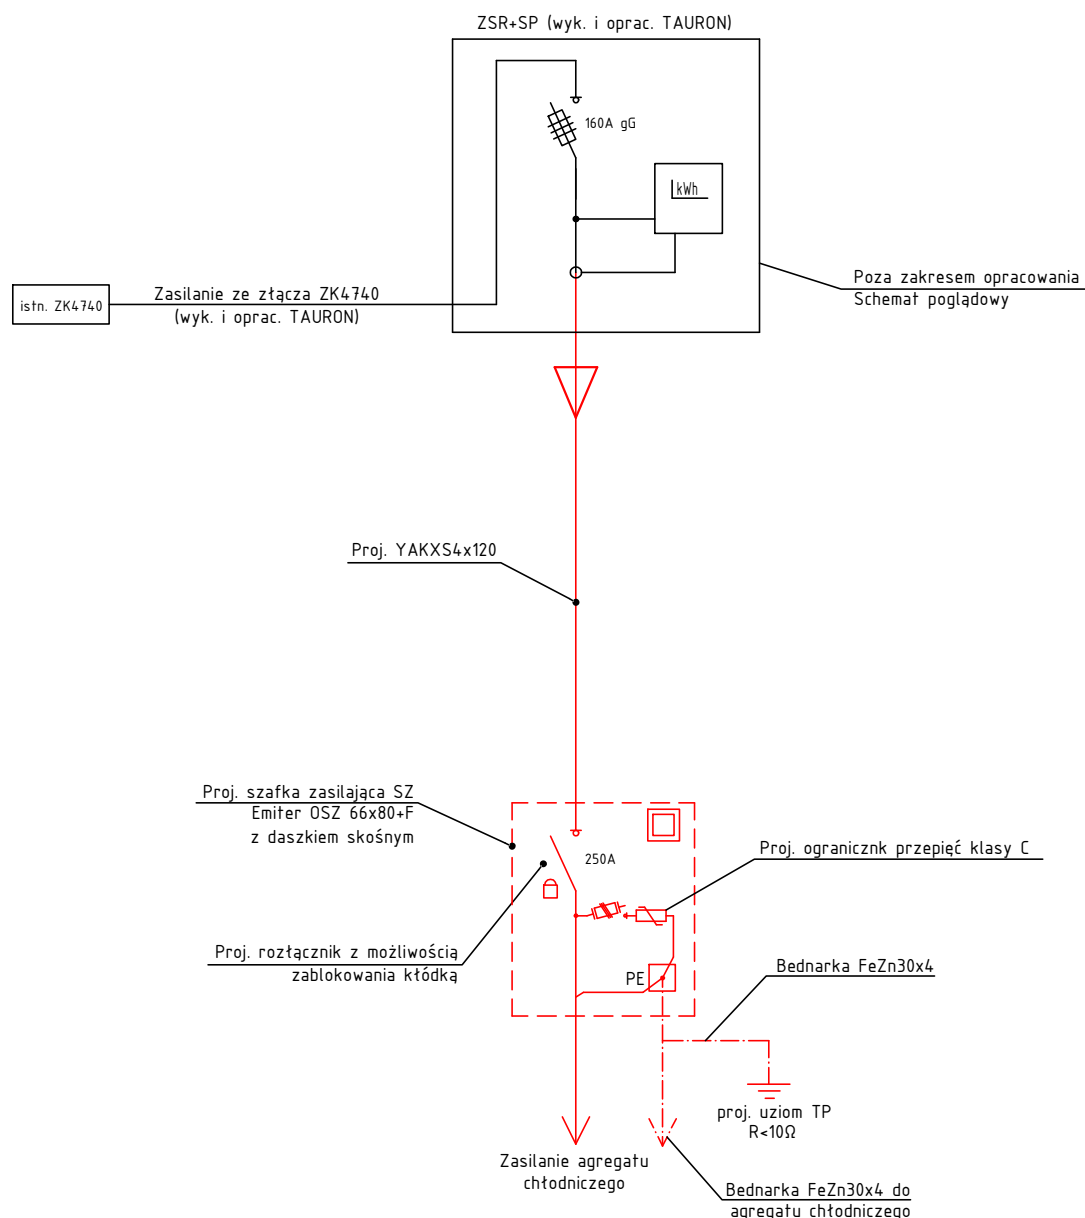 ZSR+SP (wyk. i oprac. TAURON)
160A gG
kWh
istn. ZK4740
Zasilanie ze złącza ZK4740
(wyk. i oprac. TAURON)
Poza zakresem opracowania
Schemat poglądowy
Proj. YAKXS4x120
Proj. szafka zasilająca SZ
Emiter OSZ 66x80+F
z daszkiem skośnym
250A
Proj. ogranicznk przepięć klasy C
Proj. rozłącznik z możliwością
zablokowania kłódką
PE
Bednarka FeZn30x4
proj. uziom TP
R<10Ω
Zasilanie agregatu
chłodniczego
Bednarka FeZn30x4 do
agregatu chłodniczego